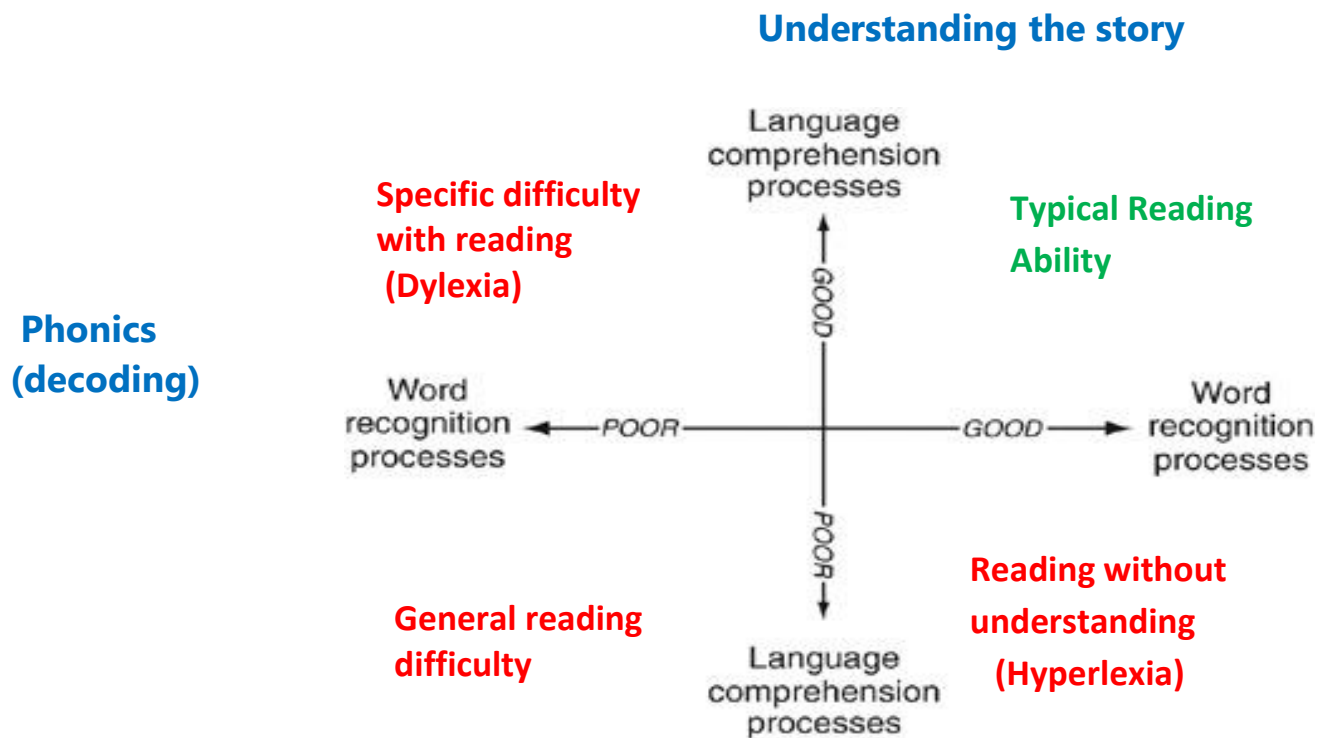 Understanding the story
Language
comprehension
processes
Specific difficulty
with reading
(Dylexia)
Typical Reading
Ability
GOOD
Phonics
(decoding)
Word
recognition
processes
POOR
GOOD
Word
recognition
processes
POOR
General reading
difficulty
Reading without
understanding
(Hyperlexia)
Language
comprehension
processes